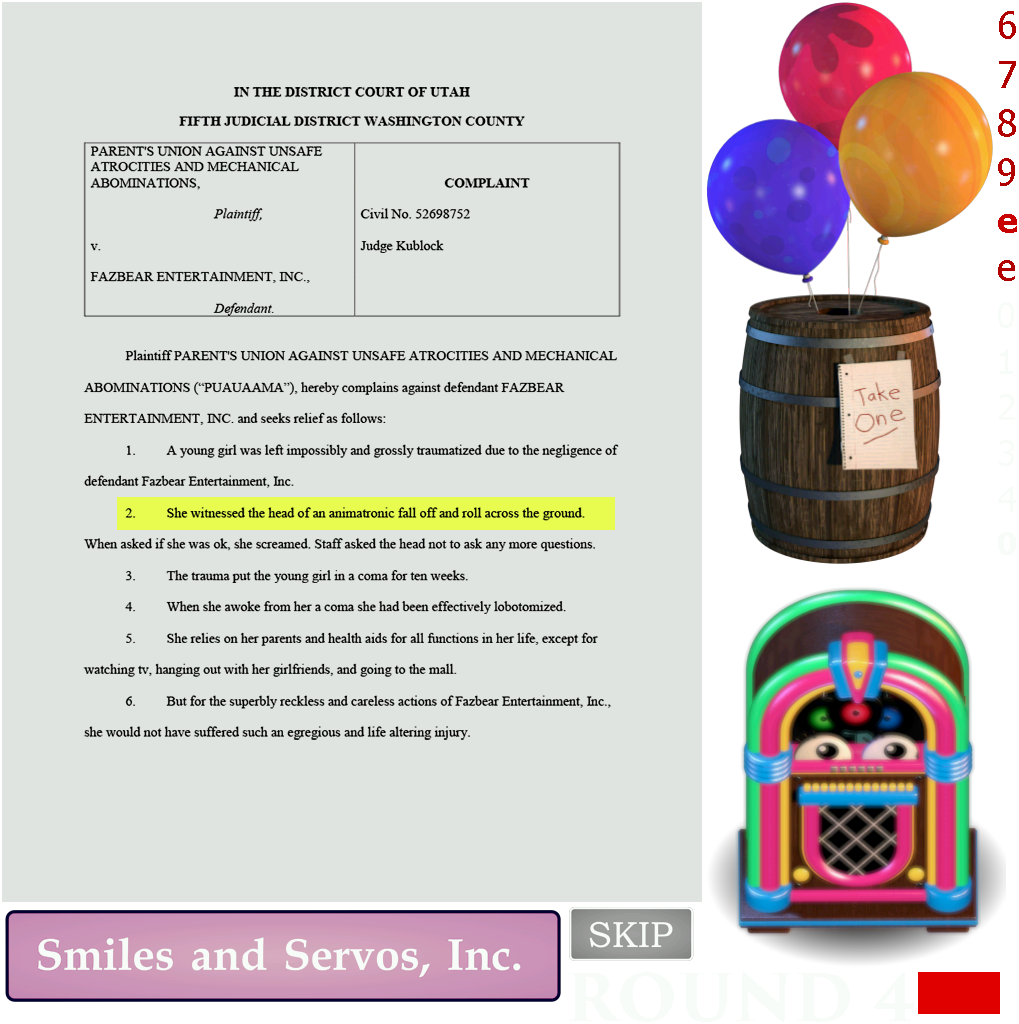 IN THE DISTRICT COURT OF UTAH
FIFTH JUDICIAL DISTRICT WASHINGTON COUNTY
PARENT'S UNION AGAINST UNSAFE
ATROCITIES AND MECHANICAL
ABOMINATIONS,
Plaintiff,
v.
FAZBEAR ENTERTAINMENT, INC.,
Defendant.
COMPLAINT
Civil No. 52698752
Judge Kublock
Plaintiff PARENT'S UNION AGAINST UNSAFE ATROCITIES AND MECHANICAL
ABOMINATIONS (“PUAUAAMA”), hereby complains against defendant FAZBEAR
ENTERTAINMENT, INC. and seeks relief as follows:
1. A young girl was left impossibly and grossly traumatized due to the negligence of
defendant Fazbear Entertainment, Inc.
2. She witnessed the head of an animatronic fall off and roll across the ground.
When asked if she was ok, she screamed. Staff asked the head not to ask any more questions.
3. The trauma put the young girl in a coma for ten weeks.
4. When she awoke from her a coma she had been effectively lobotomized.
5. She relies on her parents and health aids for all functions in her life, except for
watching tv, hanging out with her girlfriends, and going to the mall.
6. But for the superbly reckless and careless actions of Fazbear Entertainment, Inc.,
she would not have suffered such an egregious and life altering injury.
Smiles and Servos, Inc.
SKIP
ROUND 4
Take
One
6
7
8
9
e
e
0
1
2
3
4
0